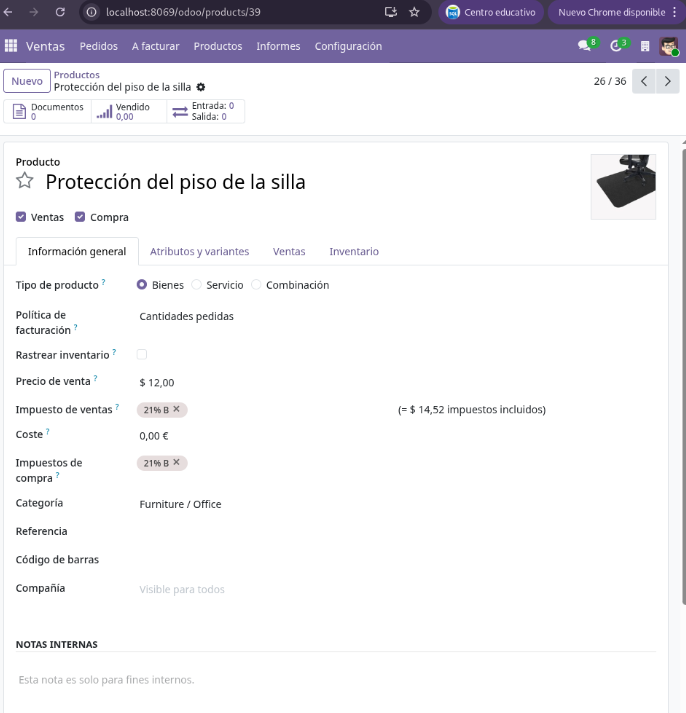 localhost:8069/odoo/products/39
Centro educativo
Nuevo Chrome disponible
Ventas Pedidos A facturar Productos Informes Configuración 8 3
Nuevo
Productos
Protección del piso de la silla
26 / 36
Documentos
0
Vendido
0,00
Entrada: 0
Salida: 0
Producto
Protección del piso de la silla
Ventas Compra
Información general Atributos y variantes Ventas Inventario
Tipo de producto ? Bienes Servicio Combinación
Política de
facturación ? Cantidades pedidas
Rastrear inventario ?
Precio de venta ? $ 12,00
Impuesto de ventas ? 21% B ✕ (= $ 14,52 impuestos incluidos)
Coste ? 0,00 €
Impuestos de
compra ? 21% B ✕
Categoría Furniture / Office
Referencia
Código de barras
Compañía Visible para todos
NOTAS INTERNAS
Esta nota es solo para fines internos.